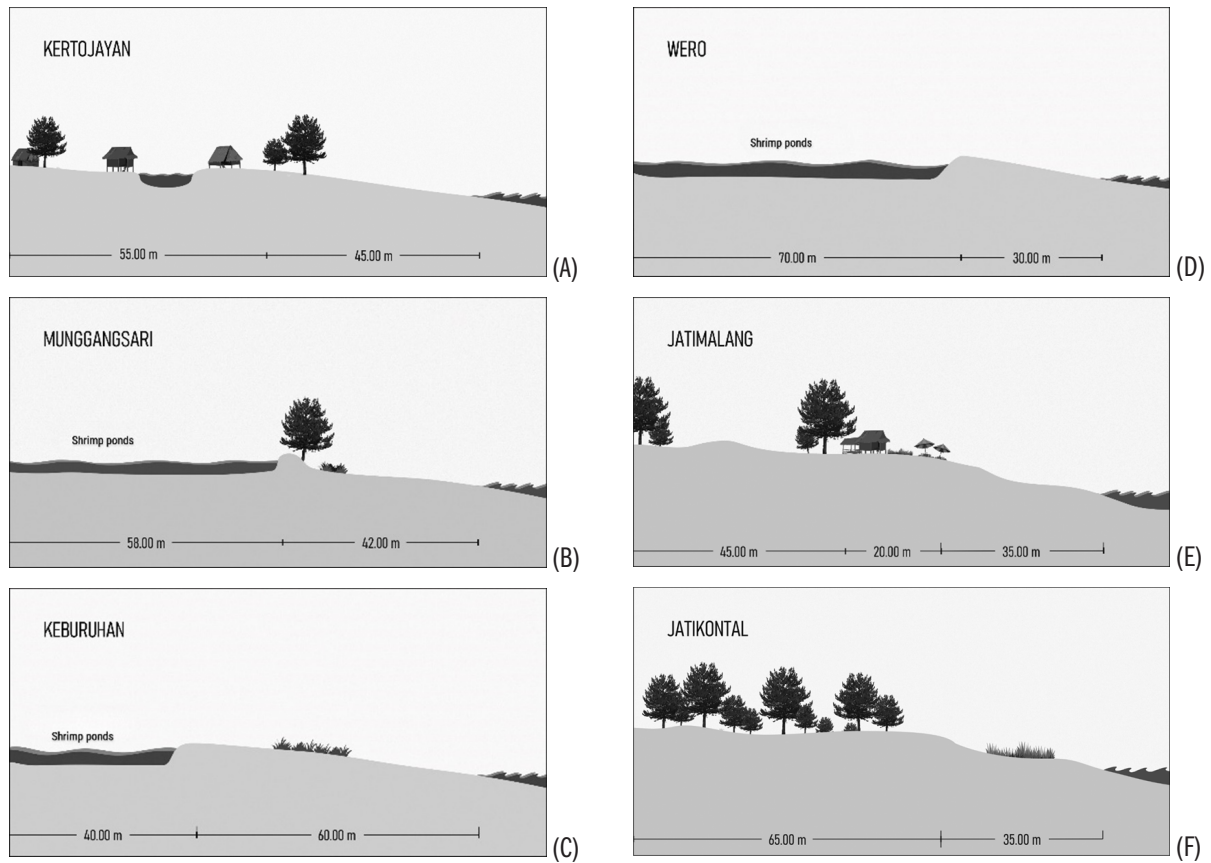 KERTOJAYAN
55.00 m
45.00 m
(A)
MUNGGANGSARI
Shrimp ponds
58.00 m
42.00 m
(B)
KEBURUHAN
Shrimp ponds
40.00 m
60.00 m
(C)
WERO
Shrimp ponds
70.00 m
30.00 m
(D)
JATIMALANG
45.00 m
20.00 m
35.00 m
(E)
JATIKONTAL
65.00 m
35.00 m
(F)